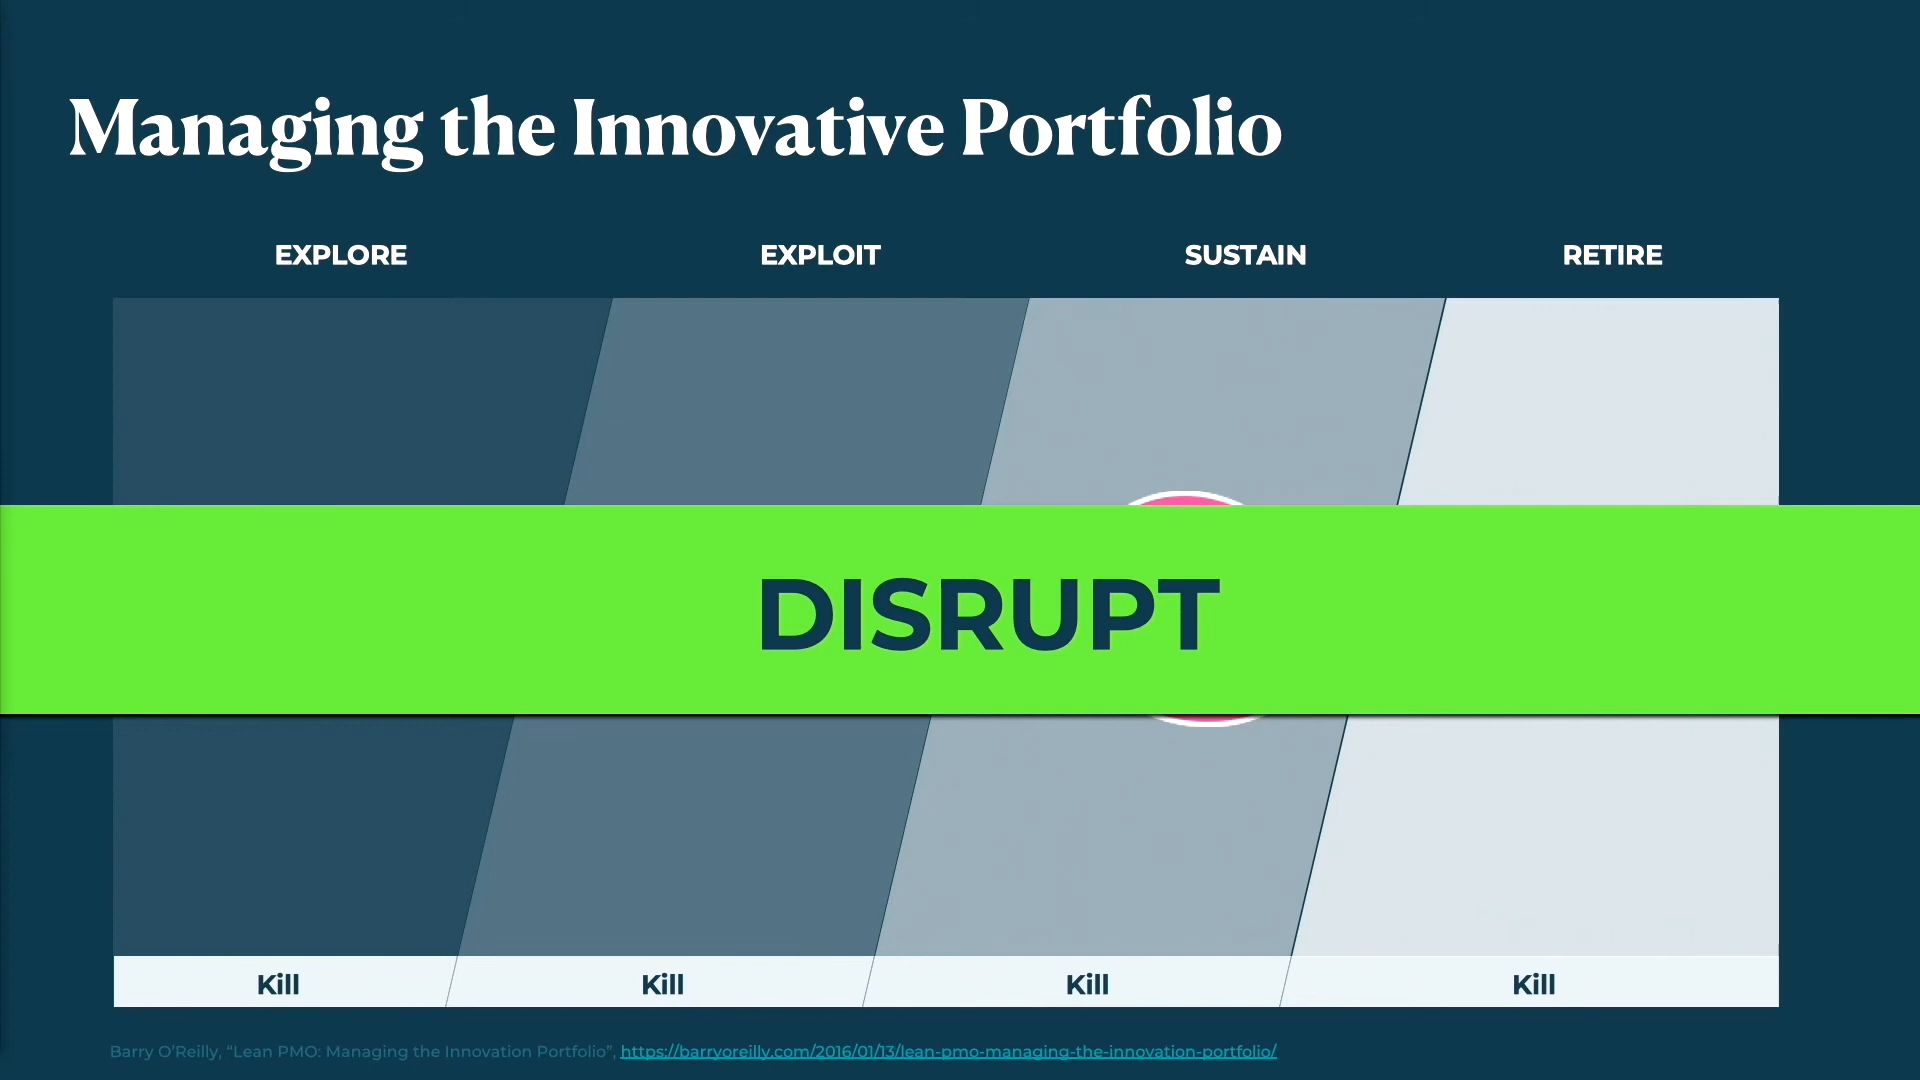 Managing the Innovative Portfolio
EXPLORE EXPLOIT SUSTAIN RETIRE
DISRUPT
Kill Kill Kill Kill
Barry O’Reilly, “Lean PMO: Managing the Innovation Portfolio”, https://barryoreilly.com/2016/01/13/lean-pmo-managing-the-innovation-portfolio/